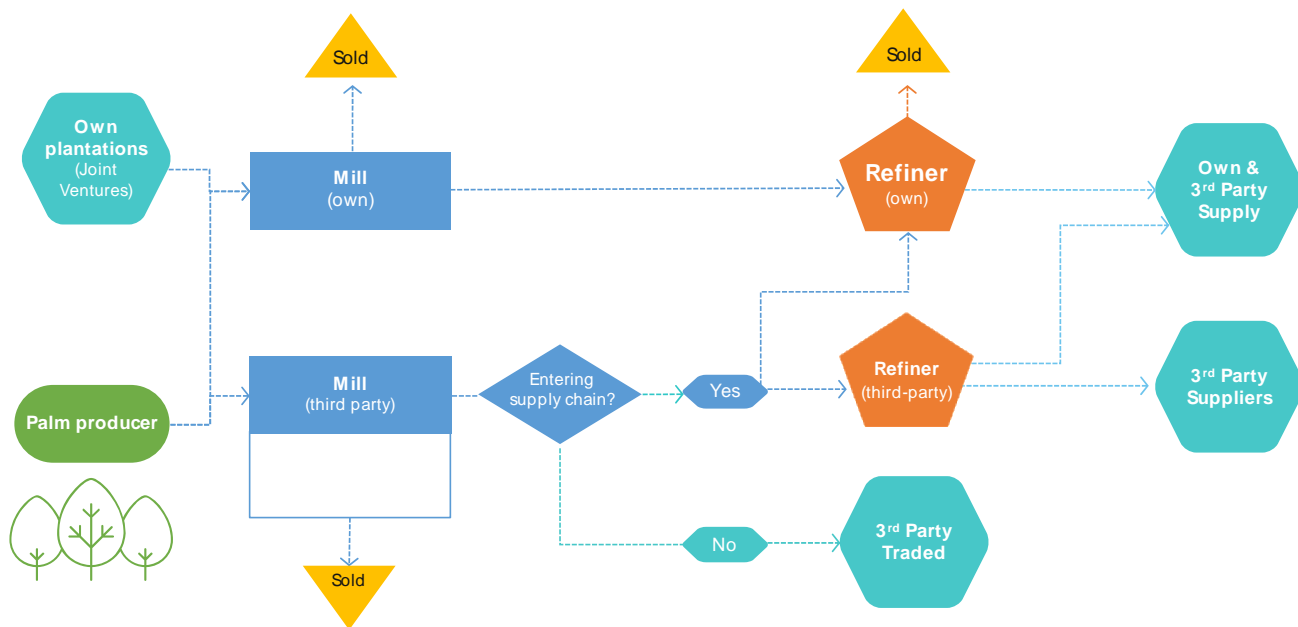 Sold
Sold
Own
plantations
(Joint
Ventures)
Mill
(own)
Refiner
(own)
Own &
3rd Party
Supply
Palm producer
Mill
(third party)
Entering
supply chain?
Yes
Refiner
(third-party)
3rd Party
Suppliers
No
3rd Party
Traded
Sold